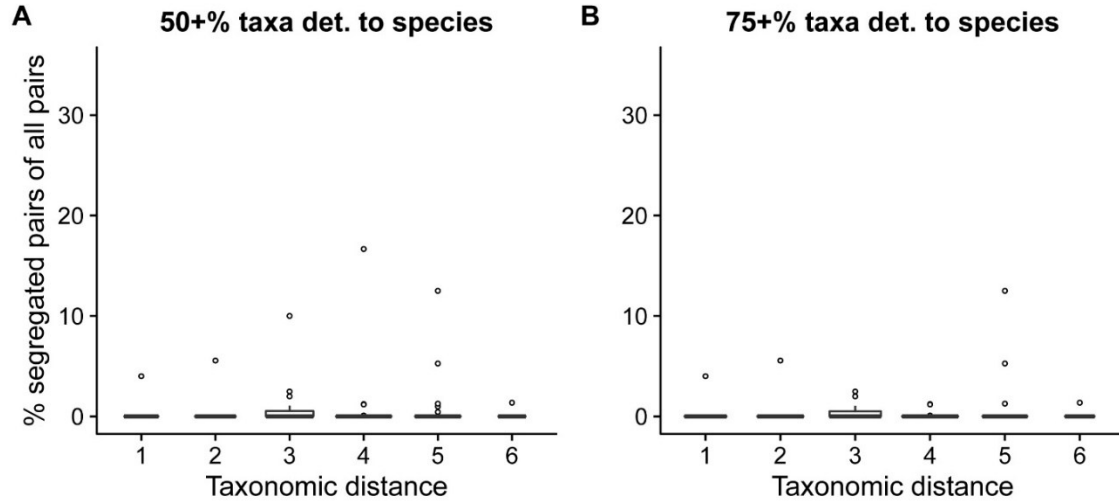 A 50+% taxa det. to species
% segregated pairs of all pairs
30
20
10
0
1 2 3 4 5 6
Taxonomic distance
B 75+% taxa det. to species
30
20
10
0
1 2 3 4 5 6
Taxonomic distance